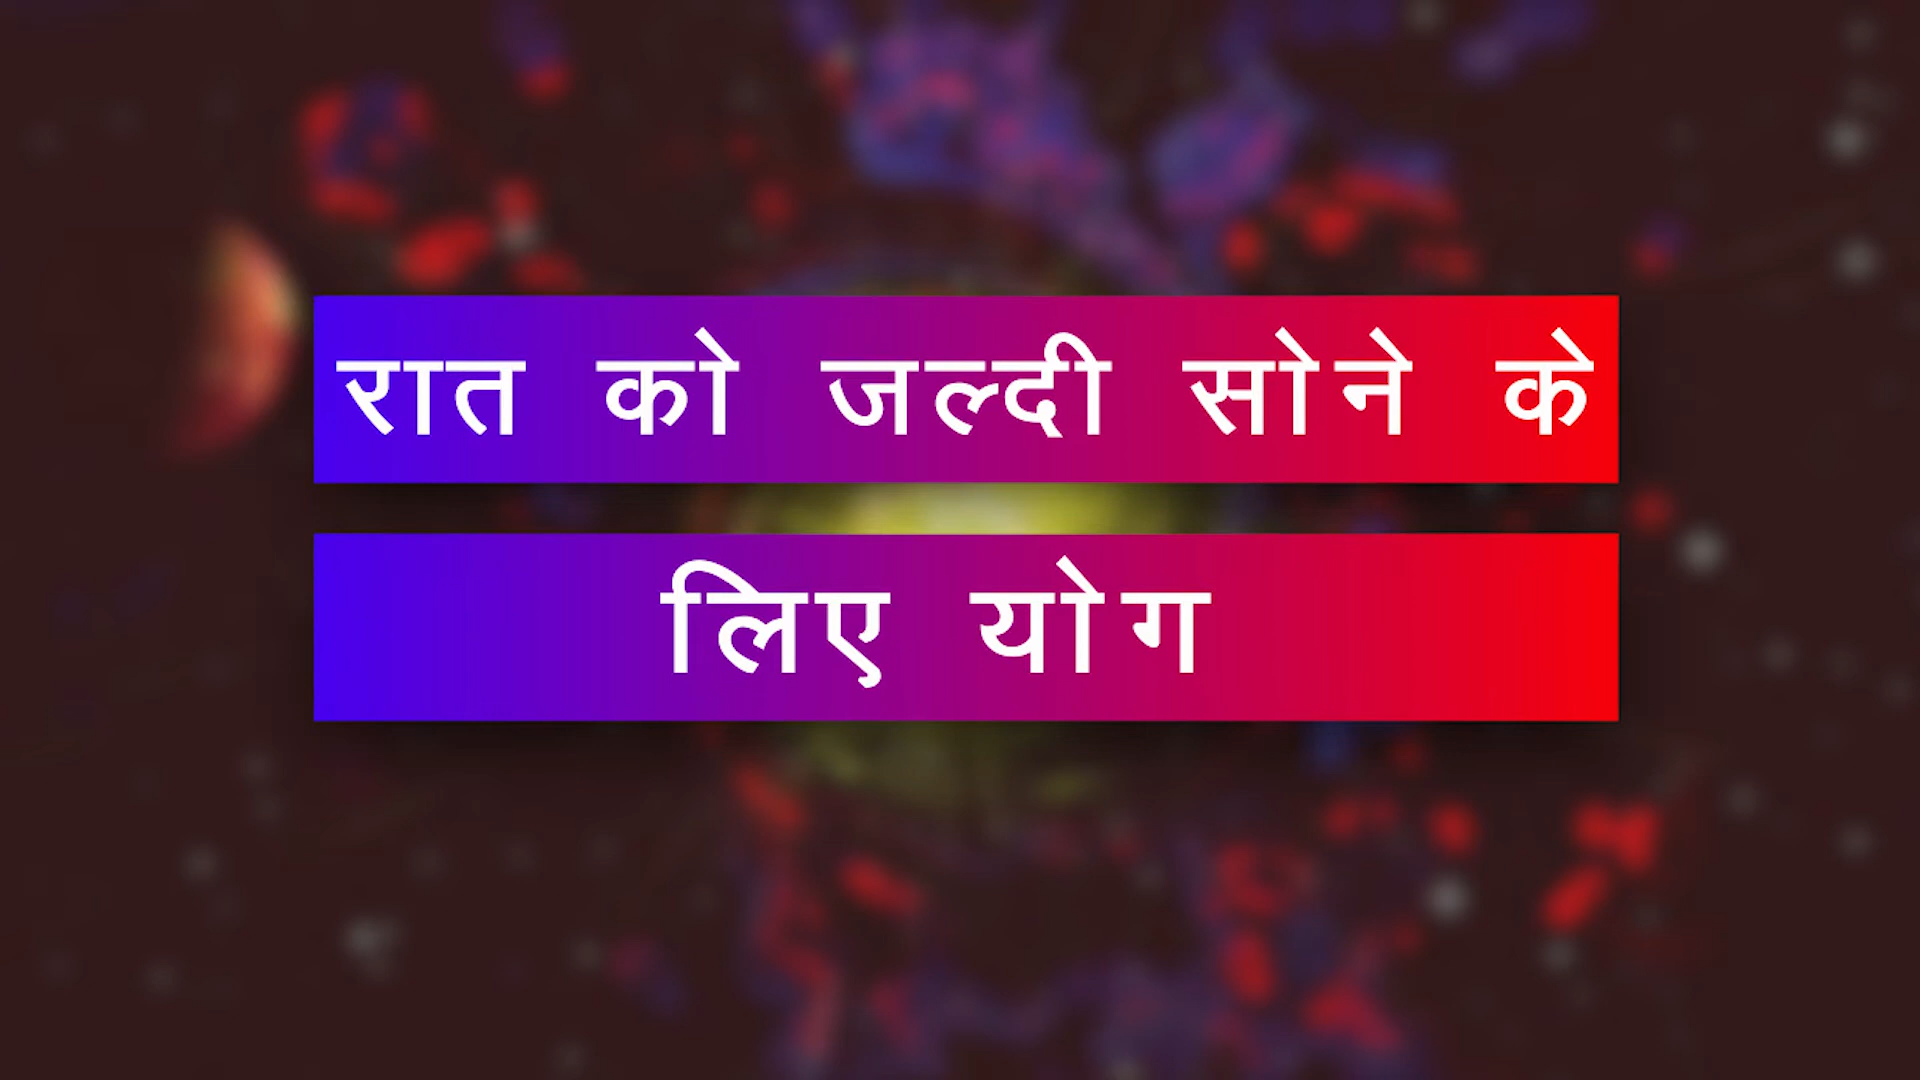 रात को जल्दी सोने के
लिए योग